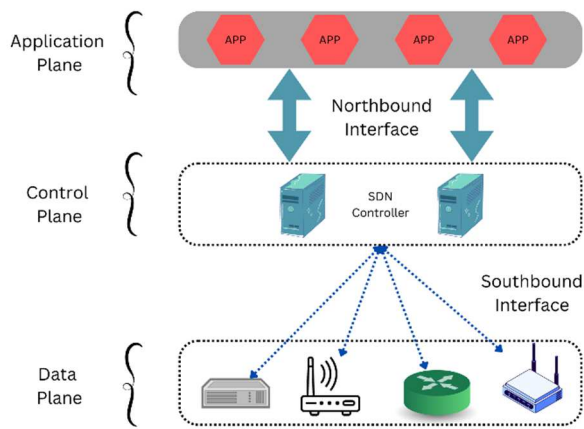 Application
Plane
APP
APP
APP
APP
Northbound
Interface
Control
Plane
SDN
Controller
Southbound
Interface
Data
Plane